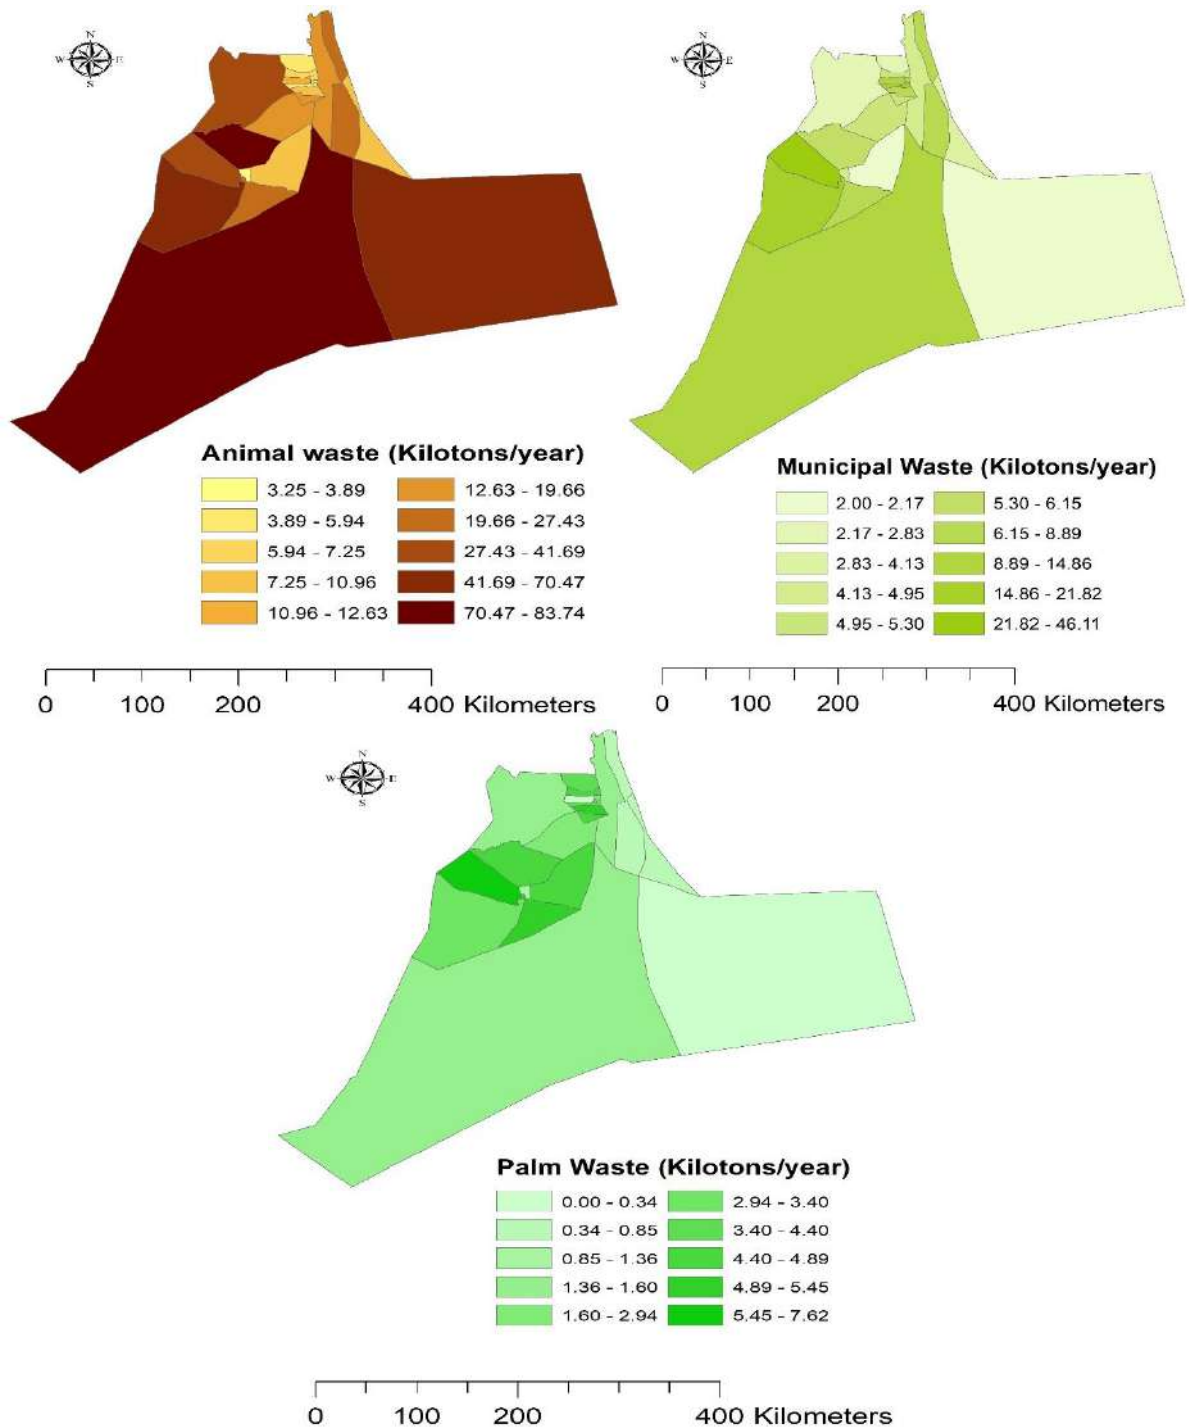 N
W E
S
N
W E
S
Animal waste (Kilotons/year)
3.25 - 3.89 12.63 - 19.66
3.89 - 5.94 19.66 - 27.43
5.94 - 7.25 27.43 - 41.69
7.25 - 10.96 41.69 - 70.47
10.96 - 12.63 70.47 - 83.74
0 100 200 400 Kilometers
Municipal Waste (Kilotons/year)
2.00 - 2.17 5.30 - 6.15
2.17 - 2.83 6.15 - 8.89
2.83 - 4.13 8.89 - 14.86
4.13 - 4.95 14.86 - 21.82
4.95 - 5.30 21.82 - 46.11
0 100 200 400 Kilometers
N
W E
S
Palm Waste (Kilotons/year)
0.00 - 0.34 2.94 - 3.40
0.34 - 0.85 3.40 - 4.40
0.85 - 1.36 4.40 - 4.89
1.36 - 1.60 4.89 - 5.45
1.60 - 2.94 5.45 - 7.62
0 100 200 400 Kilometers